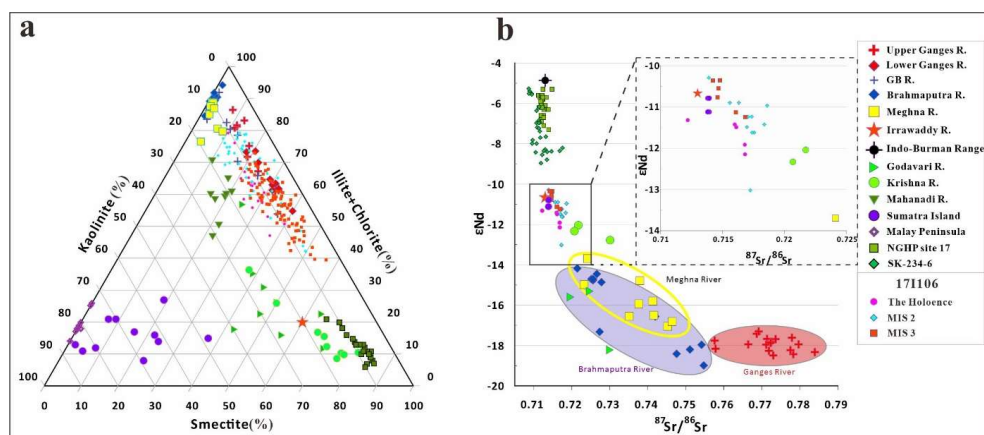 a
b
0
100
10
90
20
80
30
70
40
60
50
50
60
40
70
30
80
20
90
10
100
0
Kaolinite(%)
Illite+Chlorite(%)
0
10
20
30
40
50
60
70
80
90
100
Smectite(%)
-4
-6
-8
-10
-12
-14
-16
-18
-20
εNd
0.71
0.72
0.73
0.74
0.75
0.76
0.77
0.78
0.79
87Sr/86Sr
Meghna River
Brahmaputra River
Ganges River
-10
-11
-12
-13
-14
εNd
0.71
0.715
0.72
0.725
87Sr/86Sr
Upper Ganges R.
Lower Ganges R.
GB R.
Brahmaputra R.
Meghna R.
Irrawaddy R.
Indo-Burman Range
Godavari R.
Krishna R.
Mahanadi R.
Sumatra Island
Malay Peninsula
NGHP site 17
SK-234-6
17I106
The Holoence
MIS 2
MIS 3